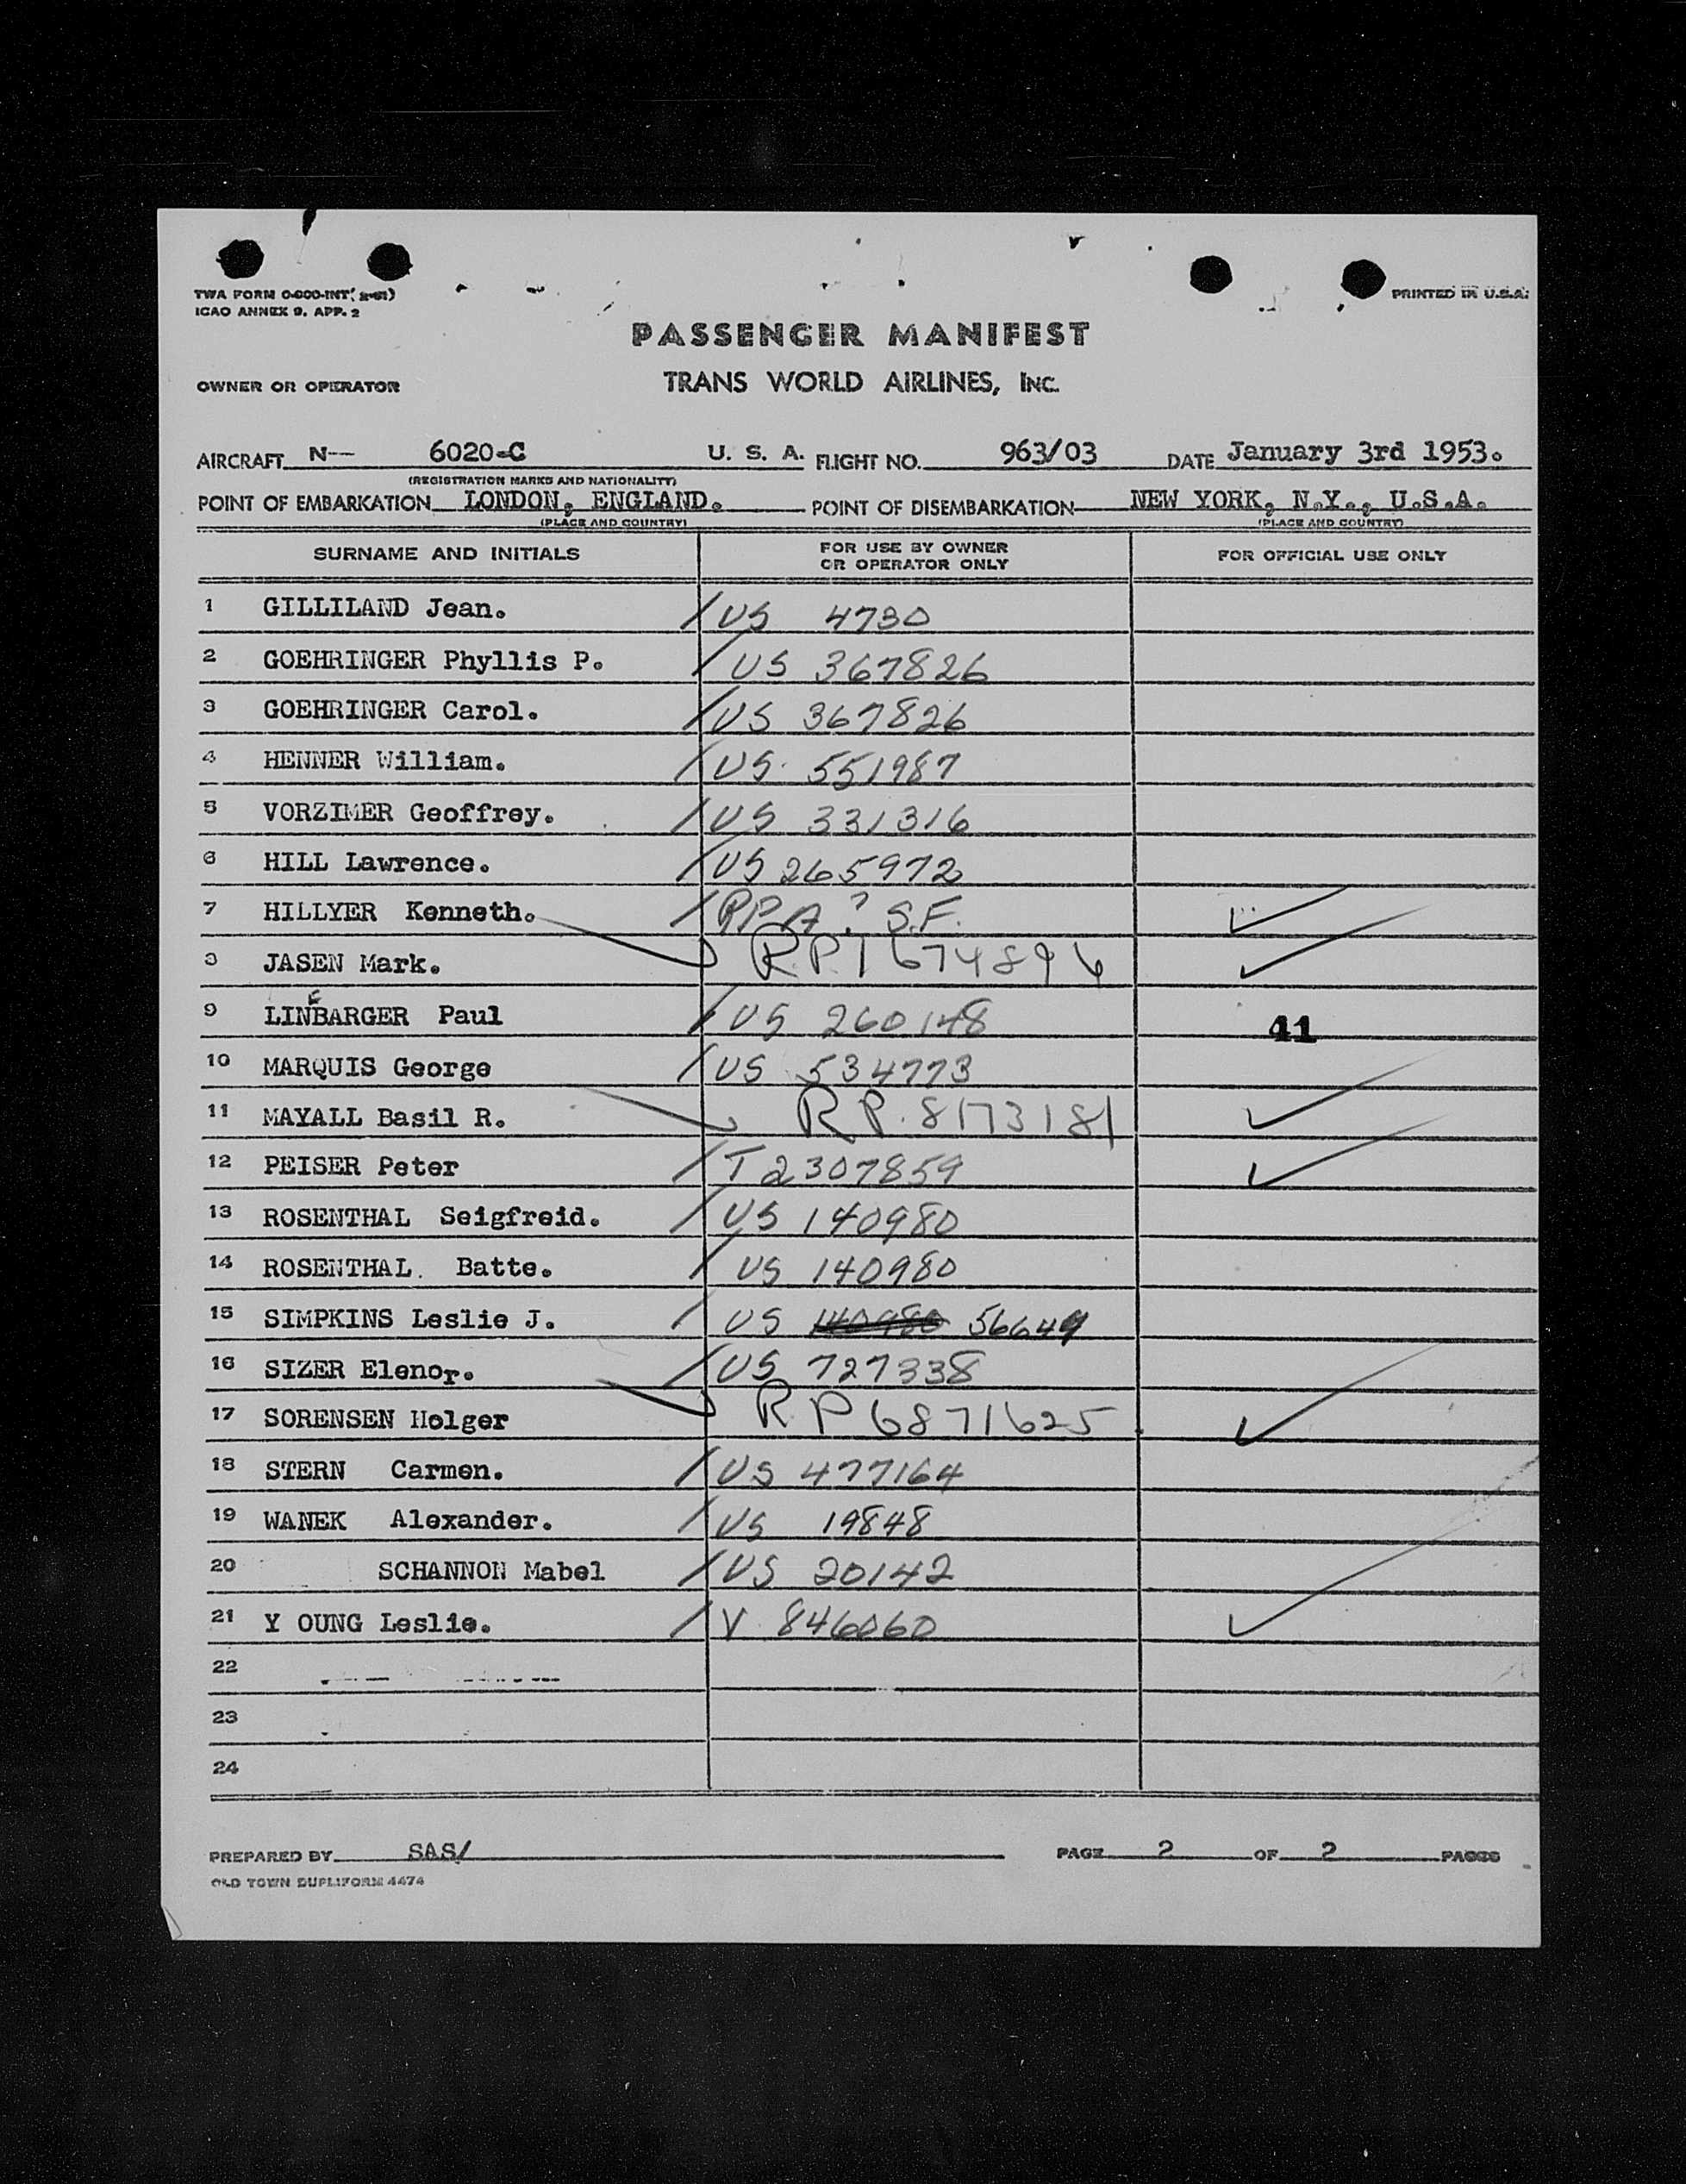 TWA FORM O-600-INT (2-51)
ICAO ANNEX 9, APP. 2
PRINTED IN U.S.A.
PASSENGER MANIFEST
OWNER OR OPERATOR TRANS WORLD AIRLINES, INC.
AIRCRAFT N-- 6020-C U. S. A. FLIGHT NO. 963/03 DATE January 3rd 1953.
(REGISTRATION MARKS AND NATIONALITY)
POINT OF EMBARKATION LONDON, ENGLAND. POINT OF DISEMBARKATION NEW YORK, N.Y., U.S.A.
(PLACE AND COUNTRY) (PLACE AND COUNTRY)
SURNAME AND INITIALS FOR USE BY OWNER OR OPERATOR ONLY FOR OFFICIAL USE ONLY
1 GILLILAND Jean. / US 4730
2 GOEHRINGER Phyllis P. / US 367826
3 GOEHRINGER Carol. / US 367826
4 HENNER William. / US 551987
5 VORZIMER Geoffrey. / US 331316
6 HILL Lawrence. / US 265972
7 HILLYER Kenneth. / RPA ? S.F. ✓
8 JASEN Mark. R.P.1674896 ✓
9 LINEBARGER Paul / US 260148 41
10 MARQUIS George / US 534773
11 MAYALL Basil R. RP. 8173181 ✓
12 PEISER Peter / T2307859 ✓
13 ROSENTHAL Seigfreid. / US 140980
14 ROSENTHAL. Batte. / US 140980
15 SIMPKINS Leslie J. / US 140980 56649
16 SIZER Elenor. / US 727338
17 SORENSEN Holger R.P 6871625 ✓
18 STERN Carmen. / US 477164
19 WANEK Alexander. / US 19848
20 SCHANNON Mabel / US 20142
21 Y OUNG Leslie. / V 846060 ✓
22
23
24
PREPARED BY SAS/ PAGE 2 OF 2 PAGES
OLD TOWN DUPLIFORM 4474